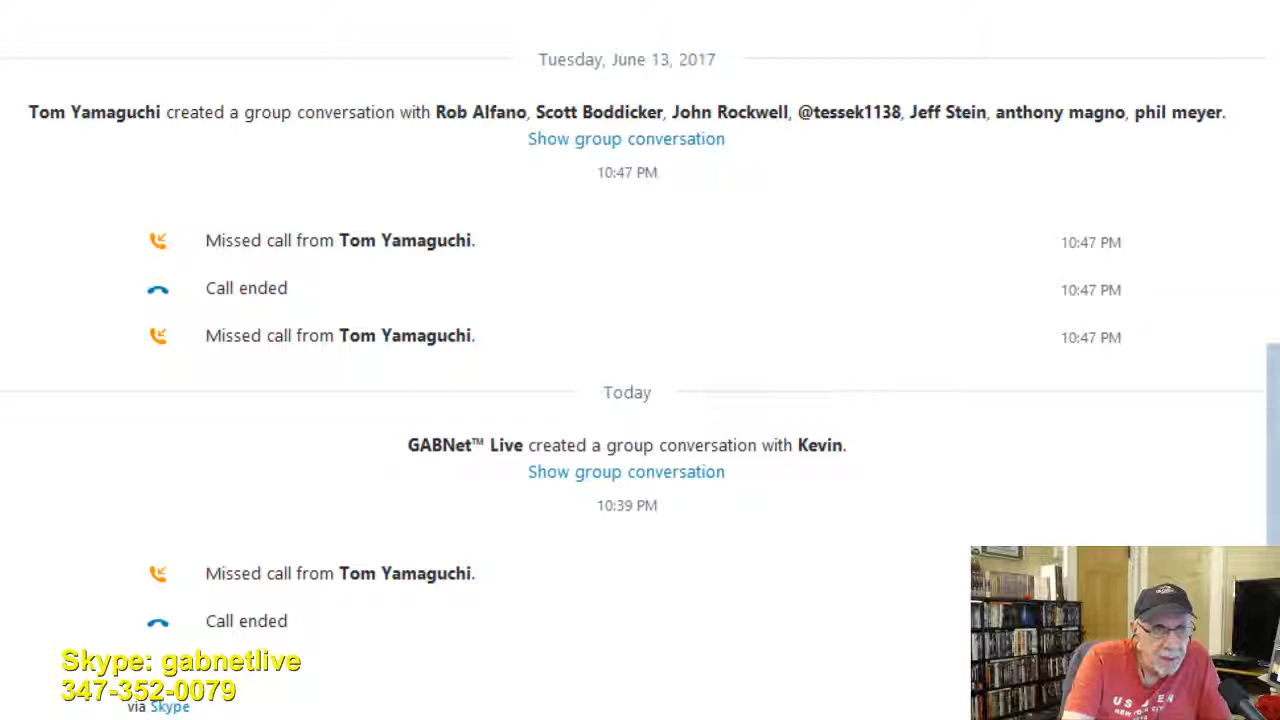 Tuesday, June 13, 2017
Tom Yamaguchi created a group conversation with Rob Alfano, Scott Boddicker, John Rockwell, @tessek1138, Jeff Stein, anthony magno, phil meyer.
Show group conversation
10:47 PM
Missed call from Tom Yamaguchi. 10:47 PM
Call ended 10:47 PM
Missed call from Tom Yamaguchi. 10:47 PM
Today
GABNet™ Live created a group conversation with Kevin.
Show group conversation
10:39 PM
Missed call from Tom Yamaguchi.
Call ended
Skype: gabnetlive
347-352-0079
via Skype